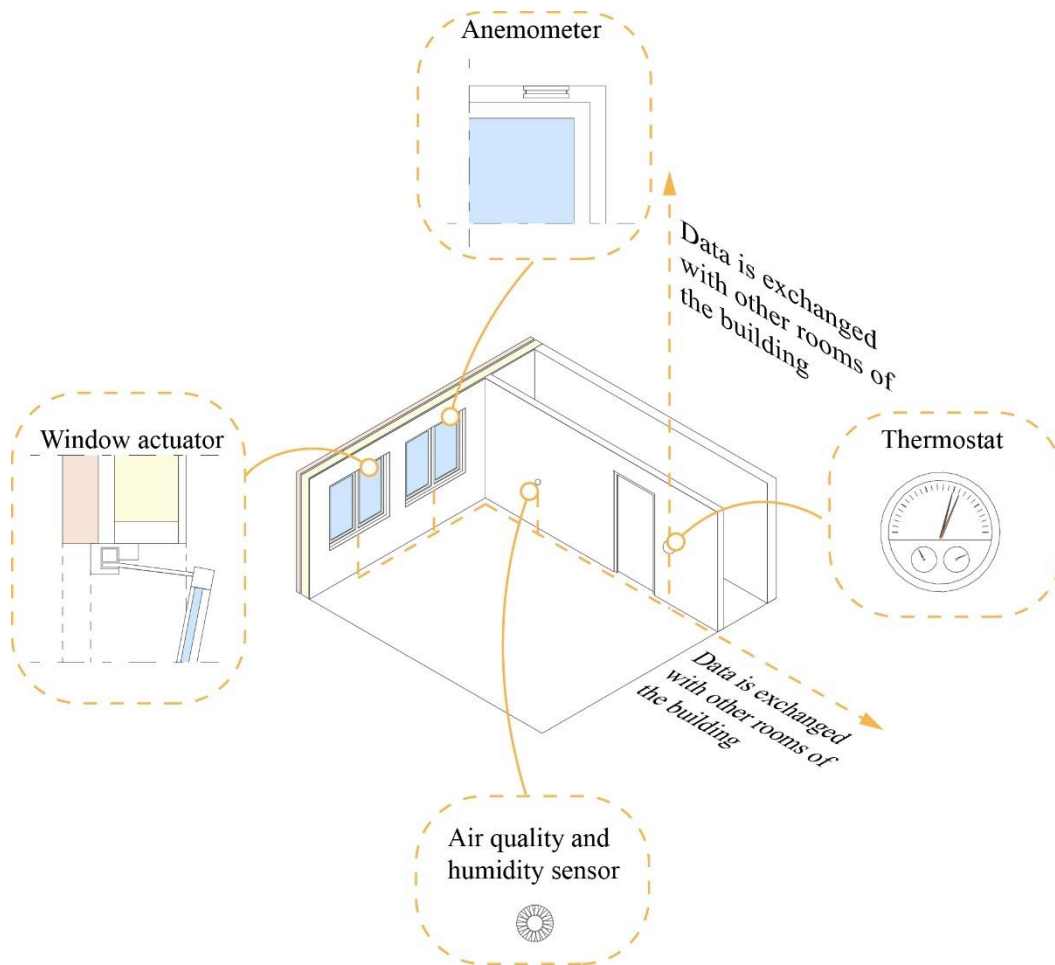 Anemometer
Data is exchanged
with other rooms of
the building
Window actuator
Thermostat
Data is exchanged
with other rooms of
the building
Air quality and
humidity sensor